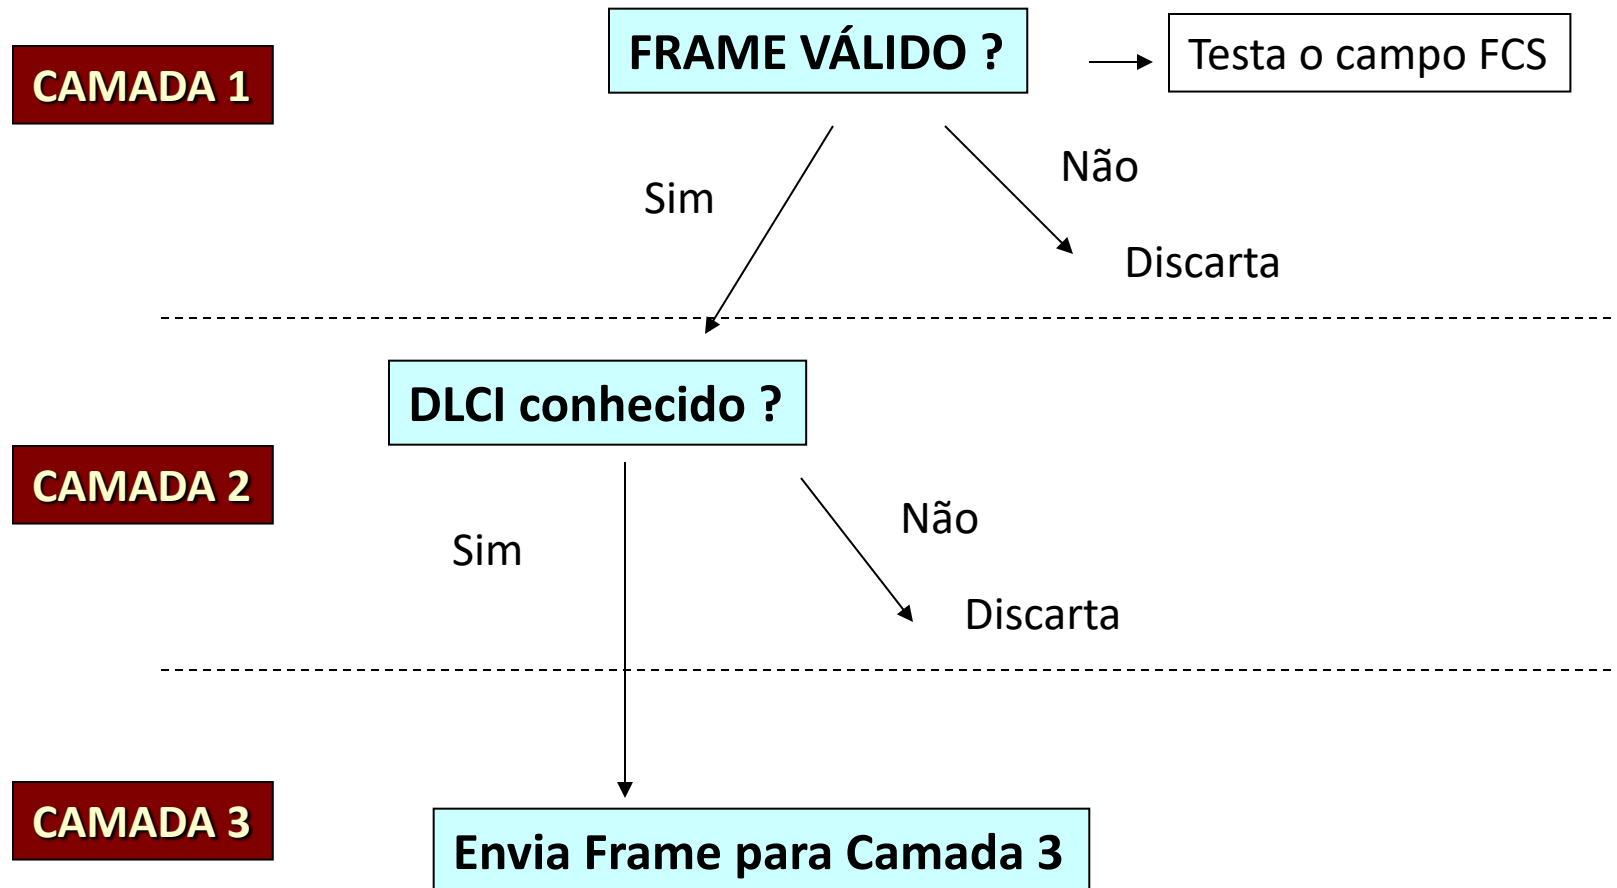 FRAME VÁLIDO ?
Testa o campo FCS
CAMADA 1
Não
Sim
Discarta
DLCI conhecido ?
CAMADA 2
Não
Sim
Discarta
CAMADA 3
Envia Frame para Camada 3